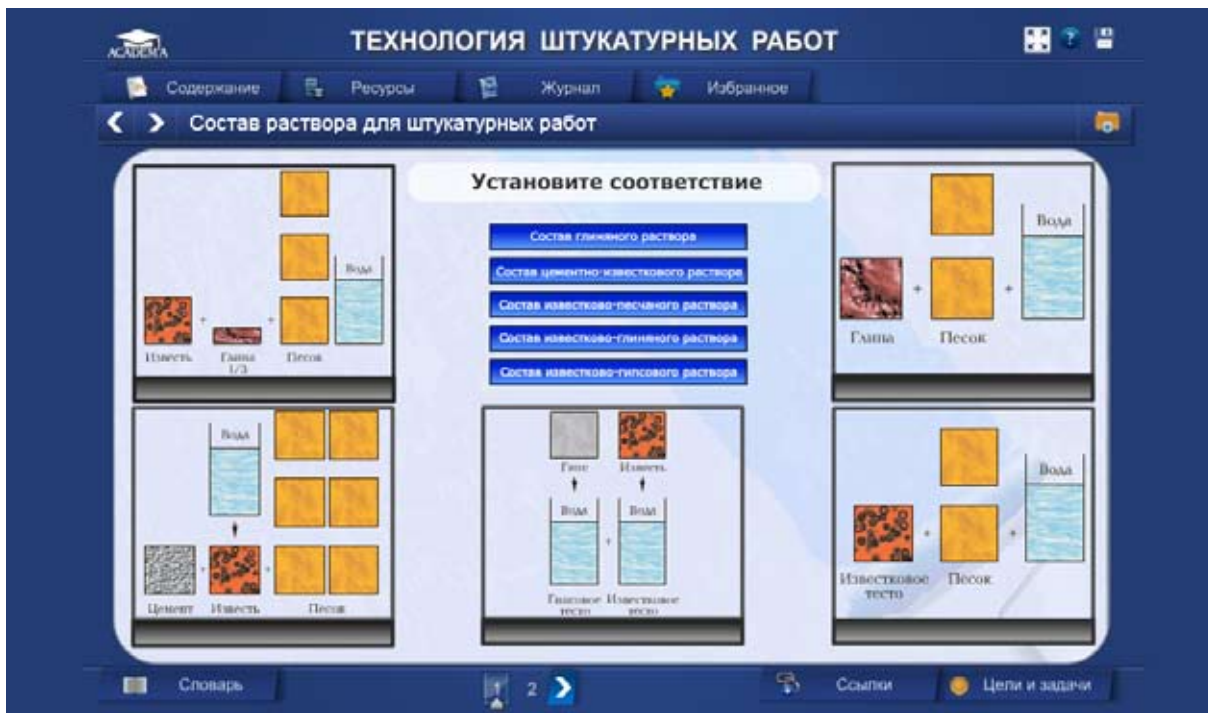 ACADEMA
ТЕХНОЛОГИЯ ШТУКАТУРНЫХ РАБОТ
Содержание
Ресурсы
Журнал
Избранное
Состав раствора для штукатурных работ
Установите соответствие
Состав глиняного раствора
Состав цементно-известкового раствора
Состав известково-песчаного раствора
Состав известково-глиняного раствора
Состав известково-гипсового раствора
Вода
+
+
Известь
Глина
1/3
Песок
Вода
+
+
Глина
Песок
Вода
+
+
Цемент
Известь
Песок
Гипс
Известь
Вода
+
Вода
Гипсовое
тесто
Известковое
тесто
Вода
+
+
Известковое
тесто
Песок
Словарь
1
2
Ссылки
Цели и задачи